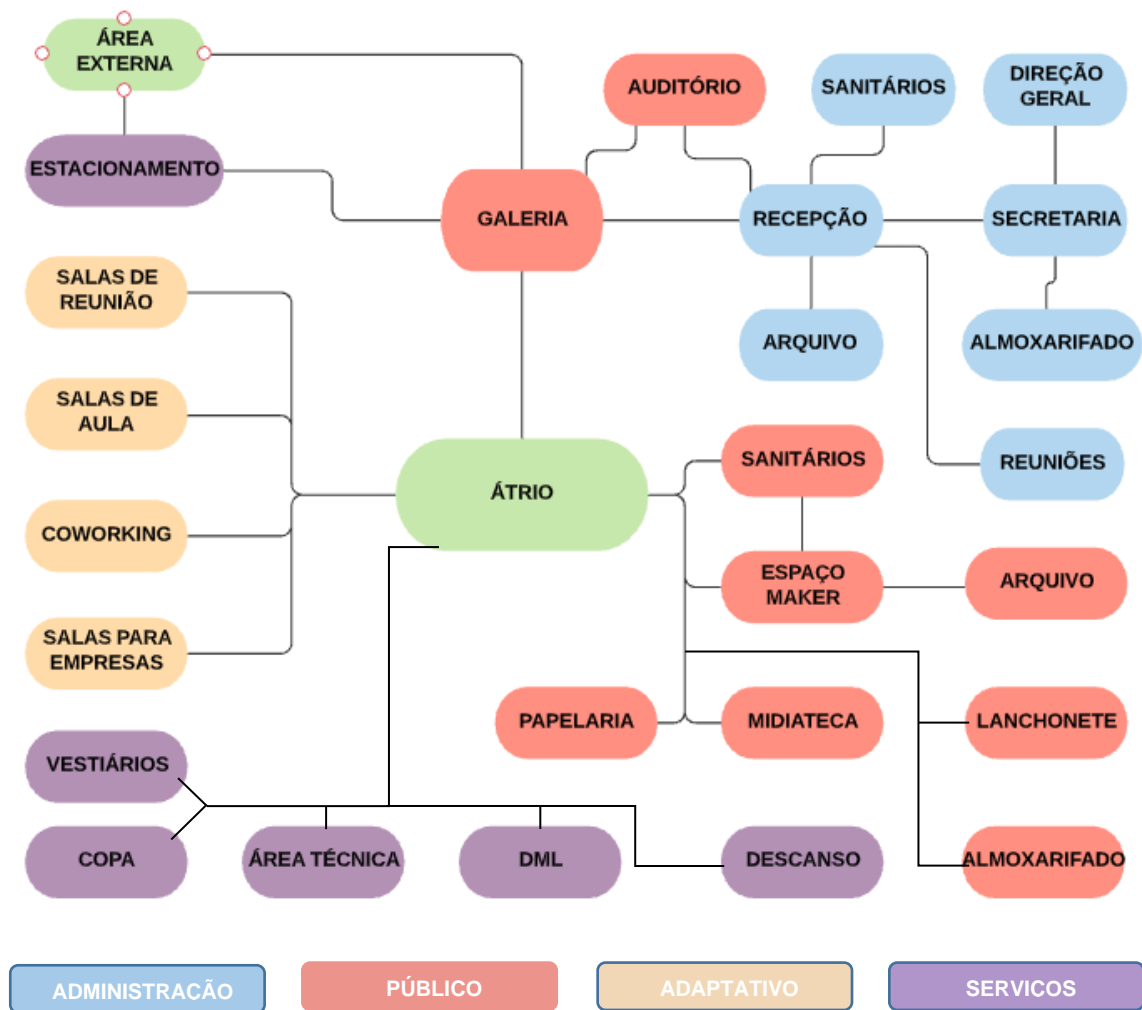 ÁREA
EXTERNA
AUDITÓRIO
SANITÁRIOS
DIREÇÃO
GERAL
ESTACIONAMENTO
GALERIA
RECEPÇÃO
SECRETARIA
SALAS DE
REUNIÃO
ARQUIVO
ALMOXARIFADO
SALAS DE
AULA
ÁTRIO
SANITÁRIOS
REUNIÕES
COWORKING
ESPAÇO
MAKER
ARQUIVO
SALAS PARA
EMPRESAS
PAPELARIA
MIDIATECA
LANCHONETE
VESTIÁRIOS
COPA
ÁREA TÉCNICA
DML
DESCANSO
ALMOXARIFADO
ADMINISTRAÇÃO
PÚBLICO
ADAPTATIVO
SERVICOS